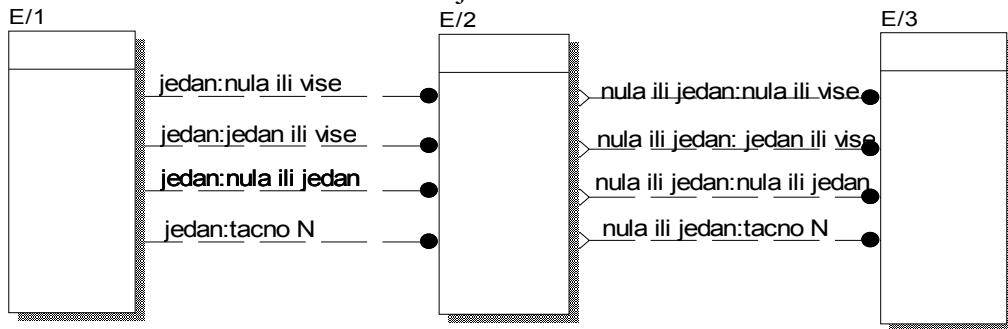 E/1
jedan:nula ili vise
jedan:jedan ili vise
jedan:nula ili jedan
jedan:tacno N
E/2
nula ili jedan:nula ili vise
nula ili jedan: jedan ili vise
nula ili jedan:nula ili jedan
nula ili jedan:tacno N
E/3